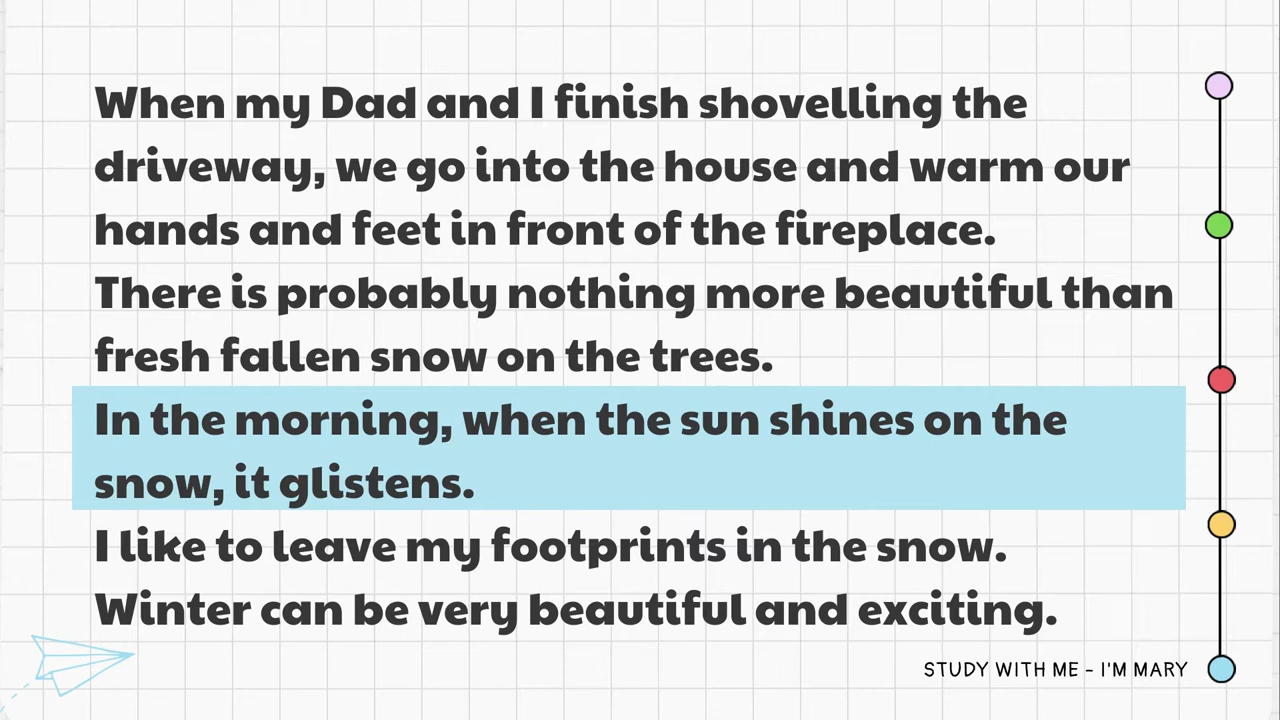 When my Dad and I finish shovelling the
driveway, we go into the house and warm our
hands and feet in front of the fireplace.
There is probably nothing more beautiful than
fresh fallen snow on the trees.
In the morning, when the sun shines on the
snow, it glistens.
I like to leave my footprints in the snow.
Winter can be very beautiful and exciting.
STUDY WITH ME - I'M MARY